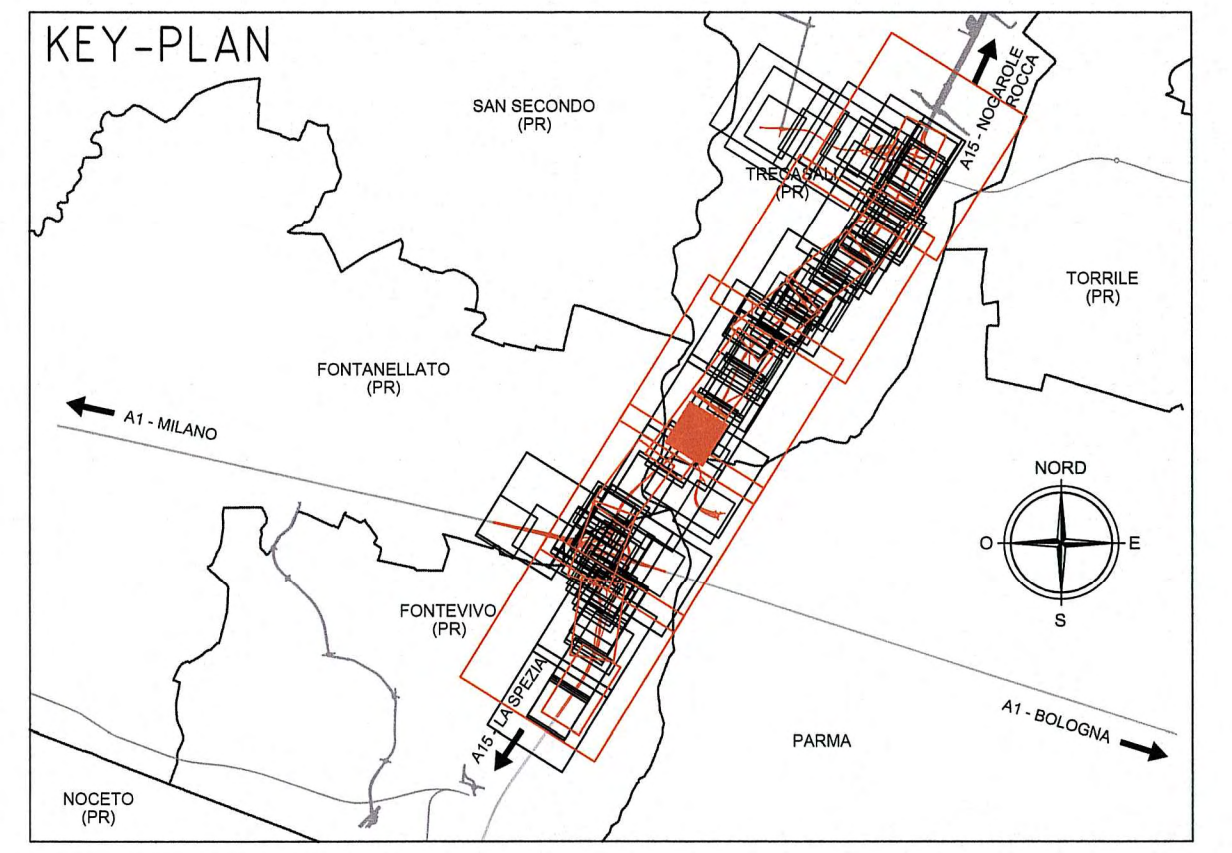 KEY-PLAN
SAN SECONDO
(PR)
A15 - NOGAROLE
ROCCA
TRECASALI
(PR)
TORRILE
(PR)
FONTANELLATO
(PR)
A1 - MILANO
NORD
O
E
S
FONTEVIVO
(PR)
A15 - LA SPEZIA
A1 - BOLOGNA
PARMA
NOCETO
(PR)